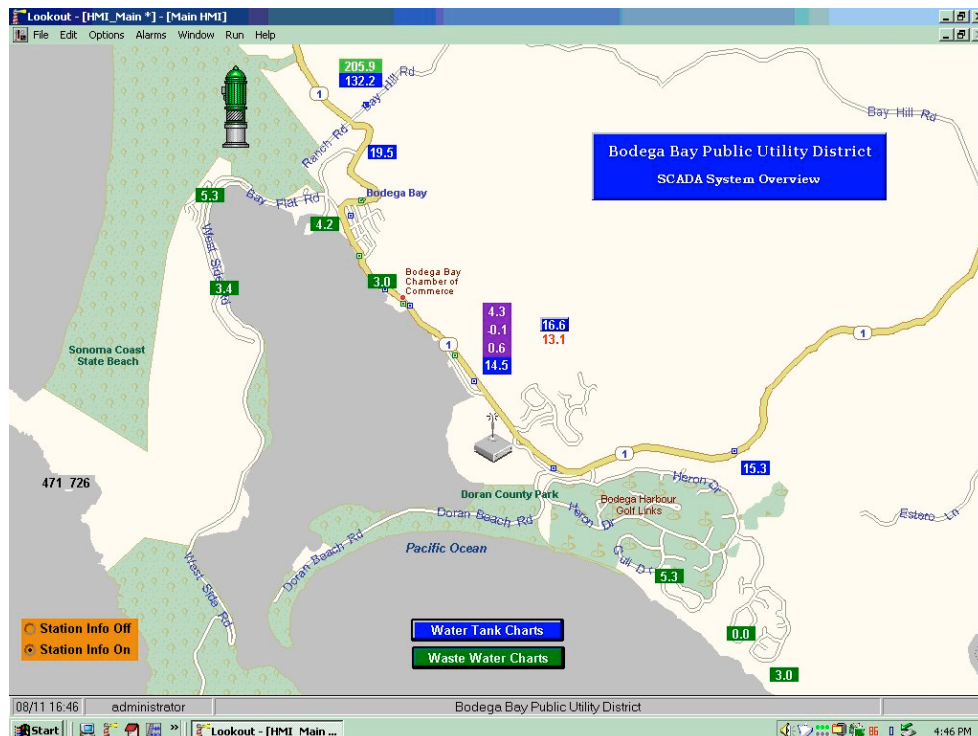 Lookout - [HMI_Main *] - [Main HMI]
File Edit Options Alarms Window Run Help
205.9
132.2
1
Bay Hill Rd
Bay Hill Rd
Ranch Rd
19.5
Bodega Bay Public Utility District
SCADA System Overview
5.3
Bay Flat Rd
Bodega Bay
4.2
West Side Rd
3.4
3.0
Bodega Bay
Chamber of
Commerce
4.3
-0.1
0.6
14.5
16.6
13.1
1
1
Sonoma Coast
State Beach
1
15.3
471_726
Heron Dr
Doran County Park
Bodega Harbour
Golf Links
Doran Beach Rd
Heron Dr
Estero Ln
Pacific Ocean
Doran Beach Rd
West Side Rd
Gull Dr
5.3
Station Info Off
Station Info On
Water Tank Charts
Waste Water Charts
0.0
3.0
08/11 16:46 administrator Bodega Bay Public Utility District
Start » Lookout - [HMI_Main ... 86 4:46 PM